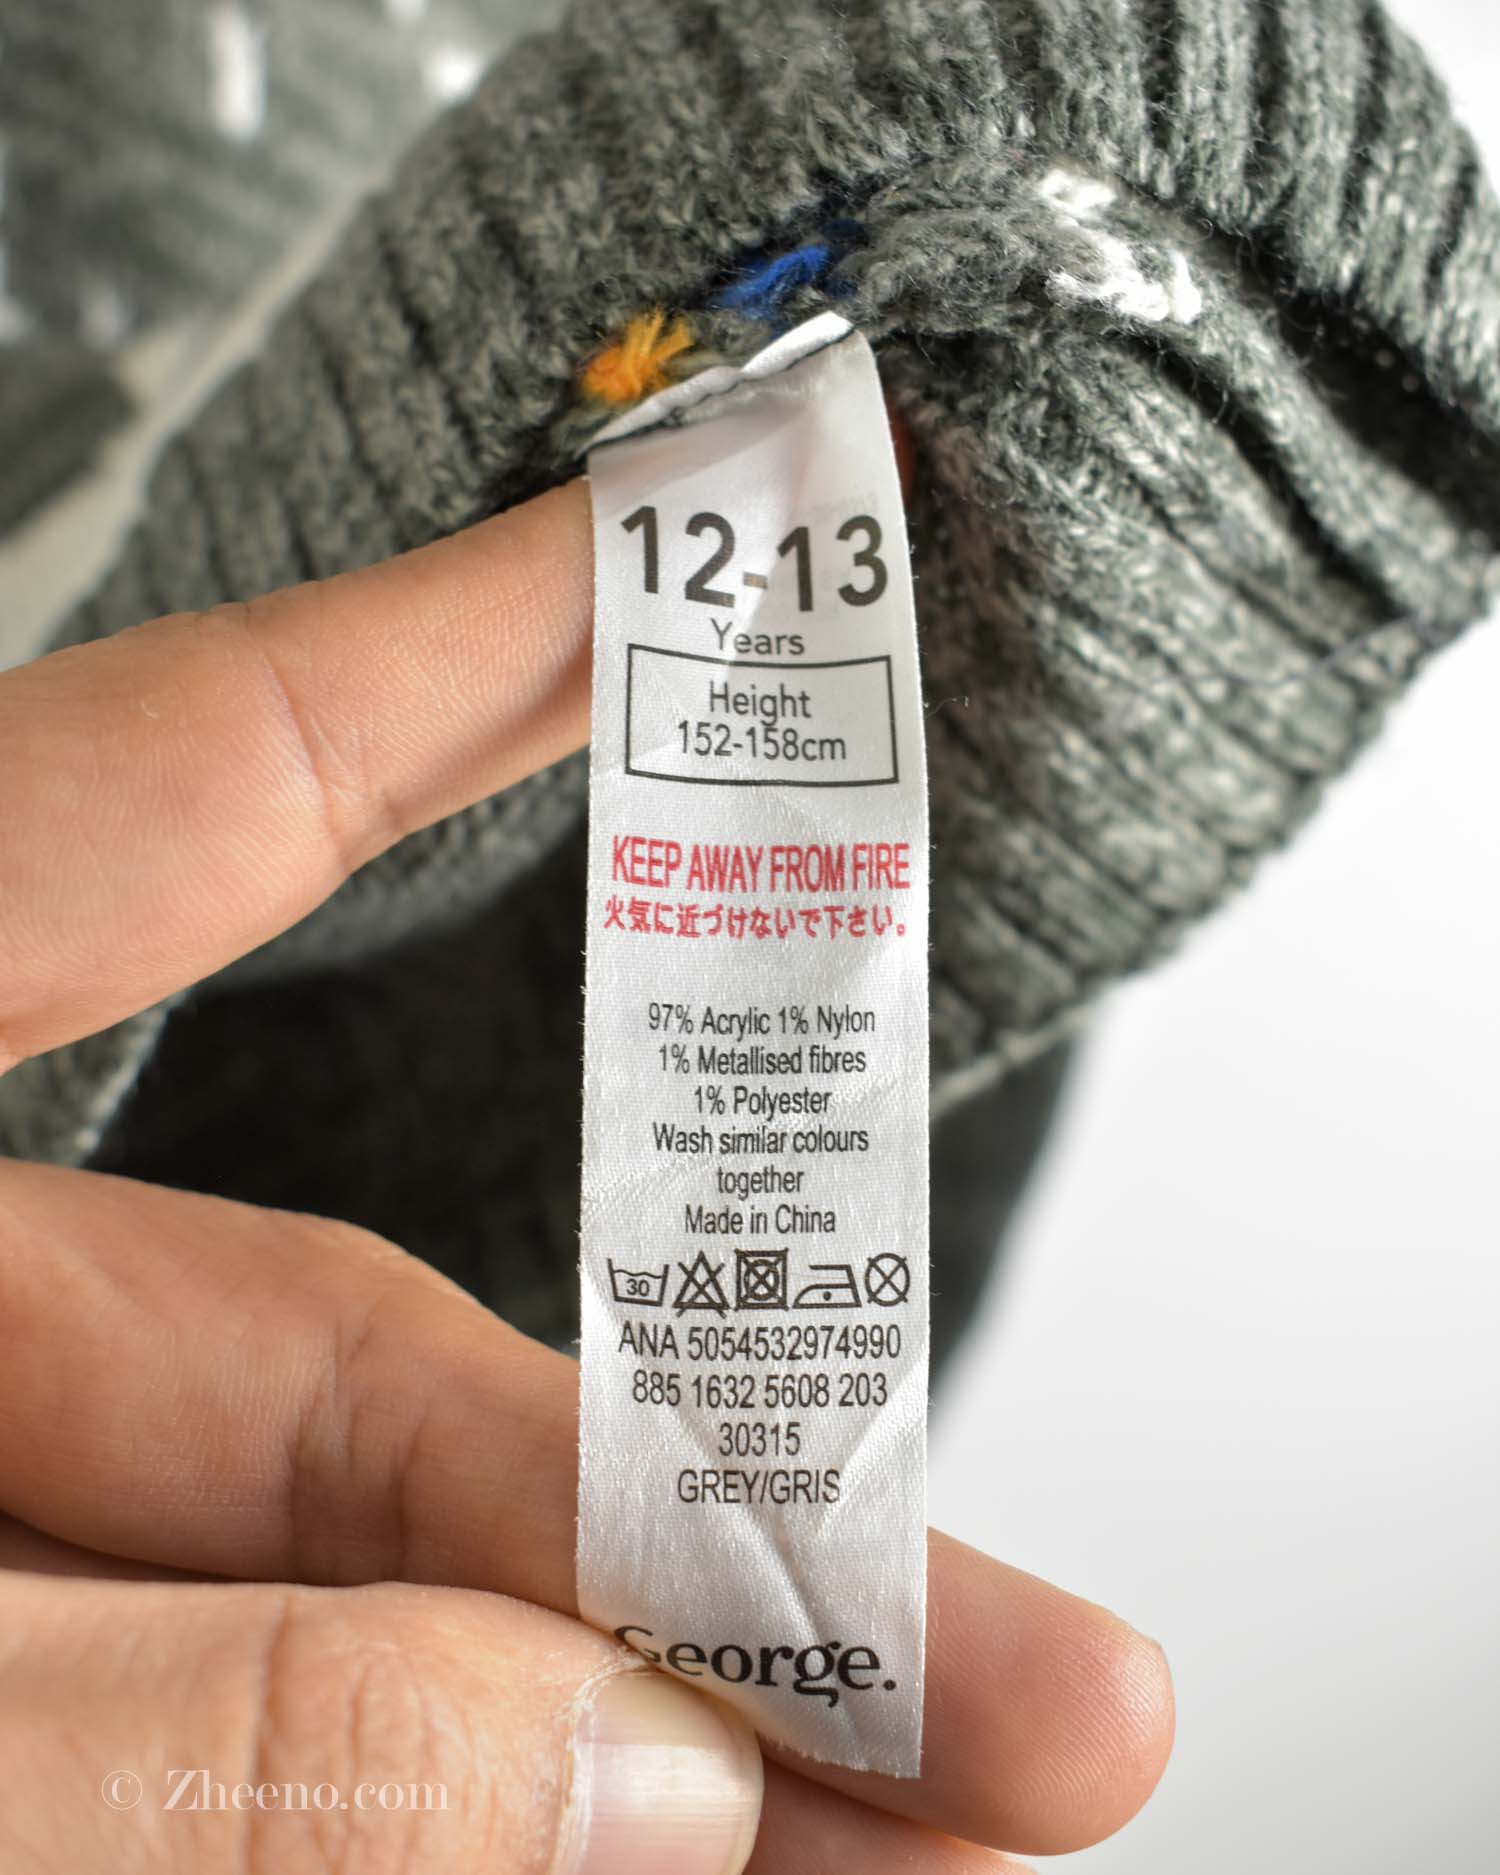 12-13
Years
Height
152-158cm
KEEP AWAY FROM FIRE
火気に近づけないで下さい。
97% Acrylic 1% Nylon
1% Metallised fibres
1% Polyester
Wash similar colours
together
Made in China
30
ANA 5054532974990
885 1632 5608 203
30315
GREY/GRIS
George.
© Zheeno.com